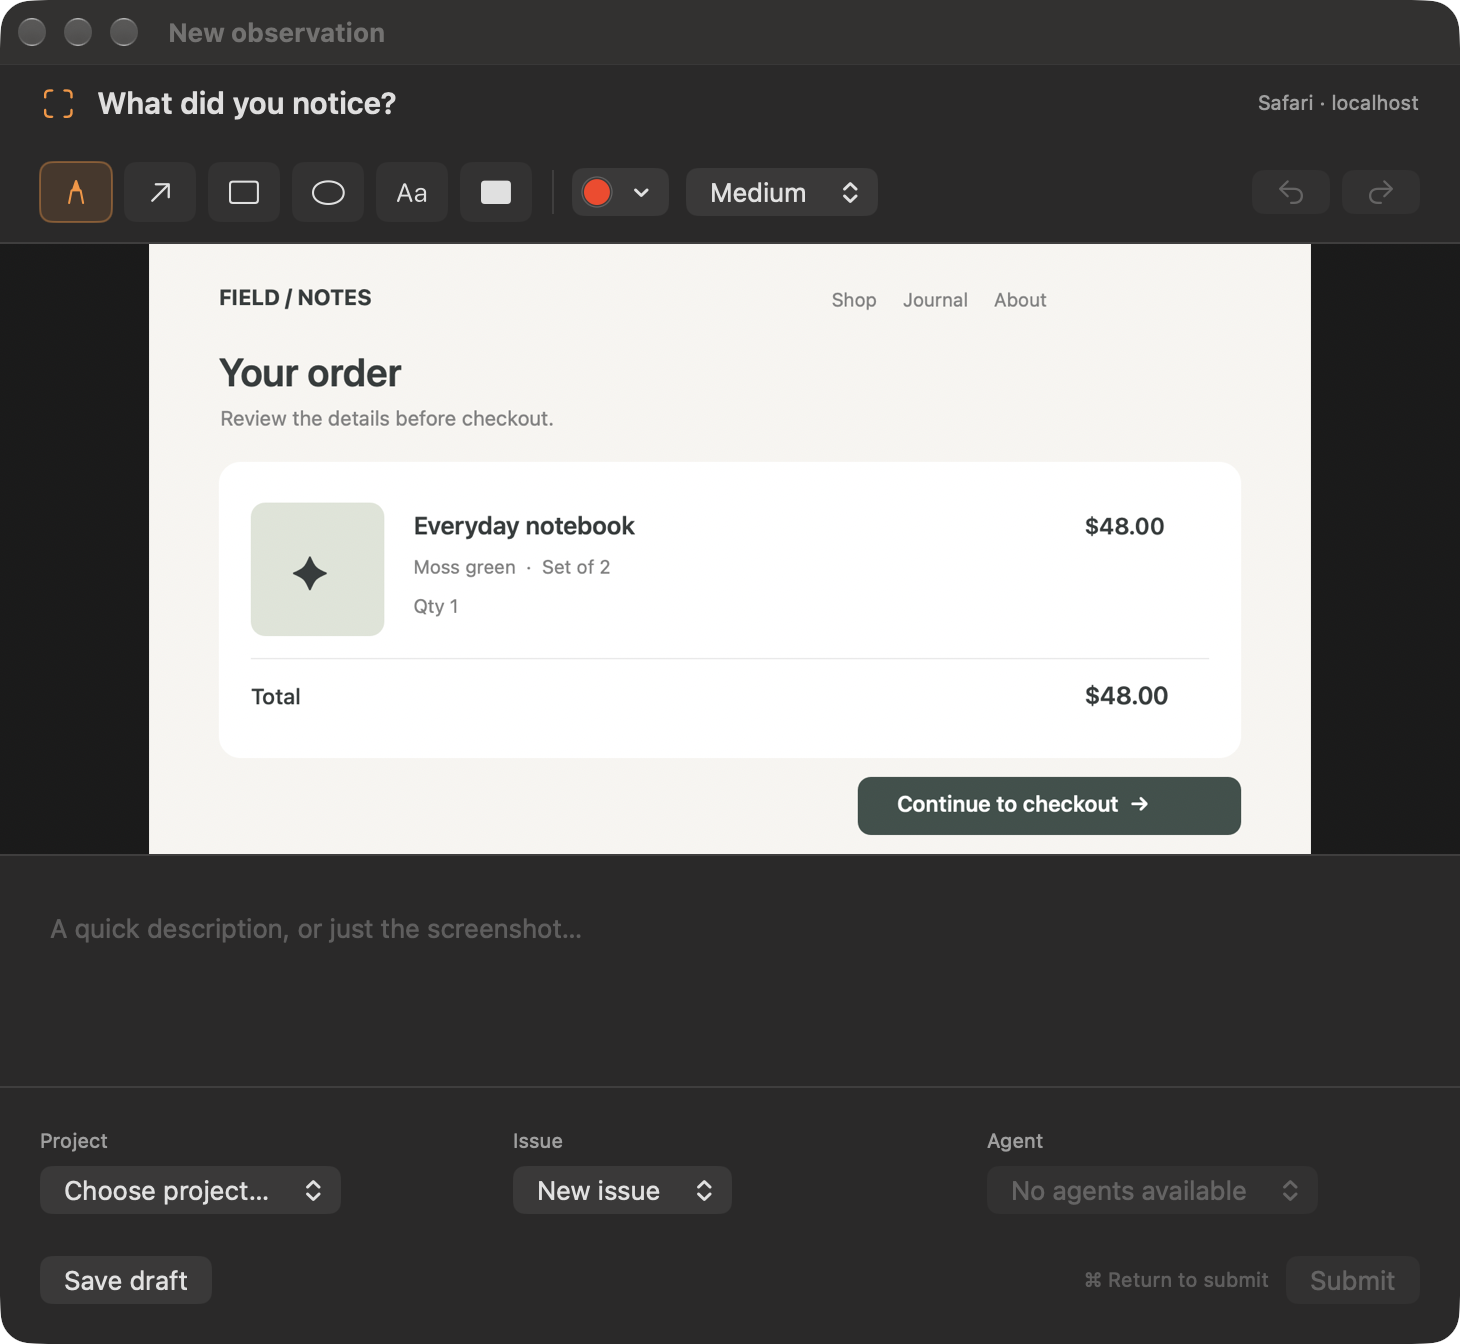 New observation
What did you notice?
Safari · localhost
Aa
Medium
FIELD / NOTES
Shop Journal About
Your order
Review the details before checkout.
Everyday notebook
$48.00
Moss green · Set of 2
Qty 1
Total
$48.00
Continue to checkout →
A quick description, or just the screenshot...
Project
Issue
Agent
Choose project...
New issue
No agents available
Save draft
⌘ Return to submit
Submit